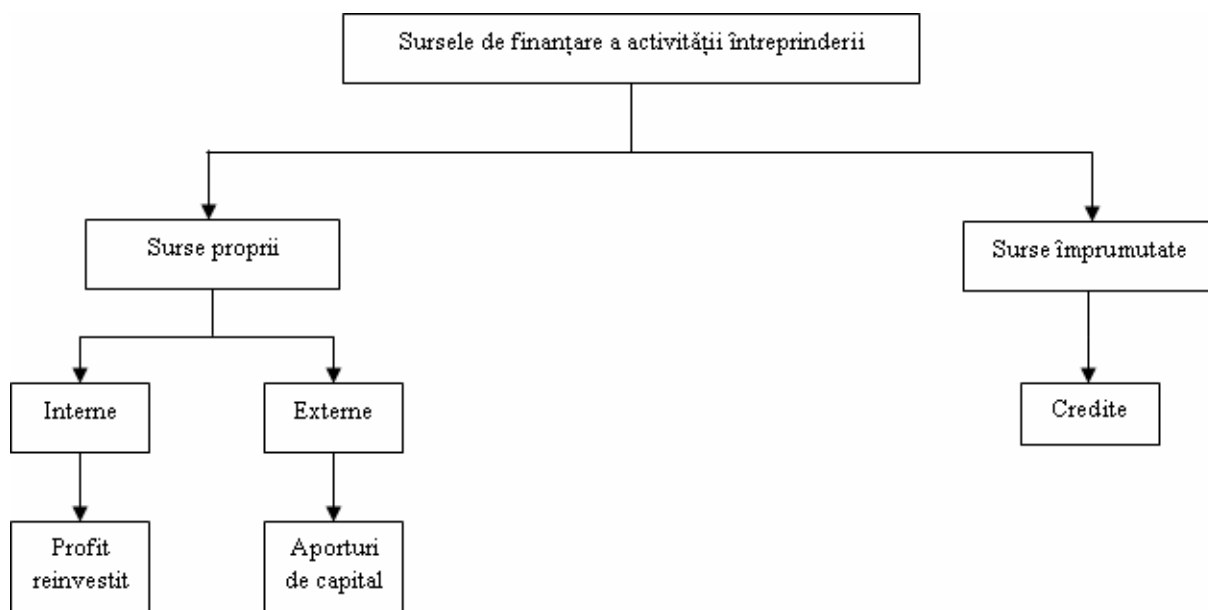 Sursele de finanțare a activității întreprinderii
Surse proprii
Surse împrumutate
Interne
Externe
Credite
Profit
reinvestit
Aporturi
de capital